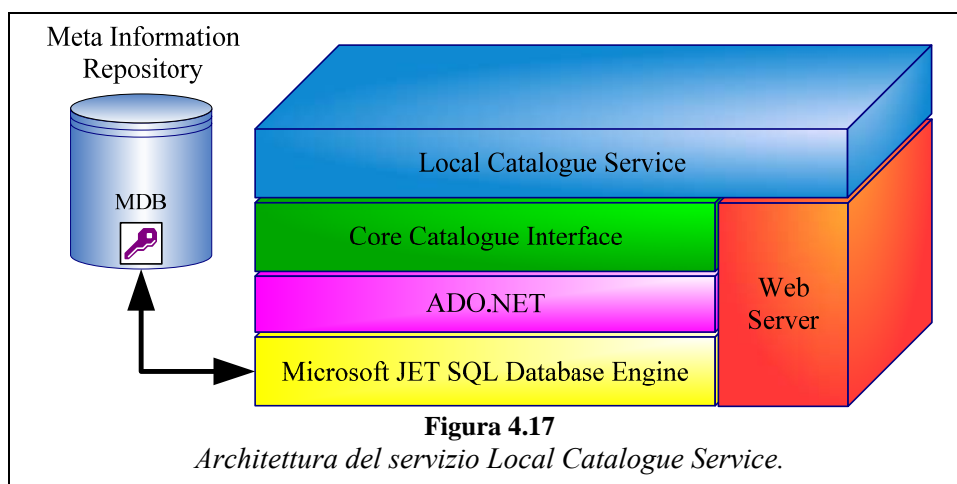 Meta Information
Repository
MDB
Local Catalogue Service
Core Catalogue Interface
ADO.NET
Microsoft JET SQL Database Engine
Web
Server
Figura 4.17
Architettura del servizio Local Catalogue Service.